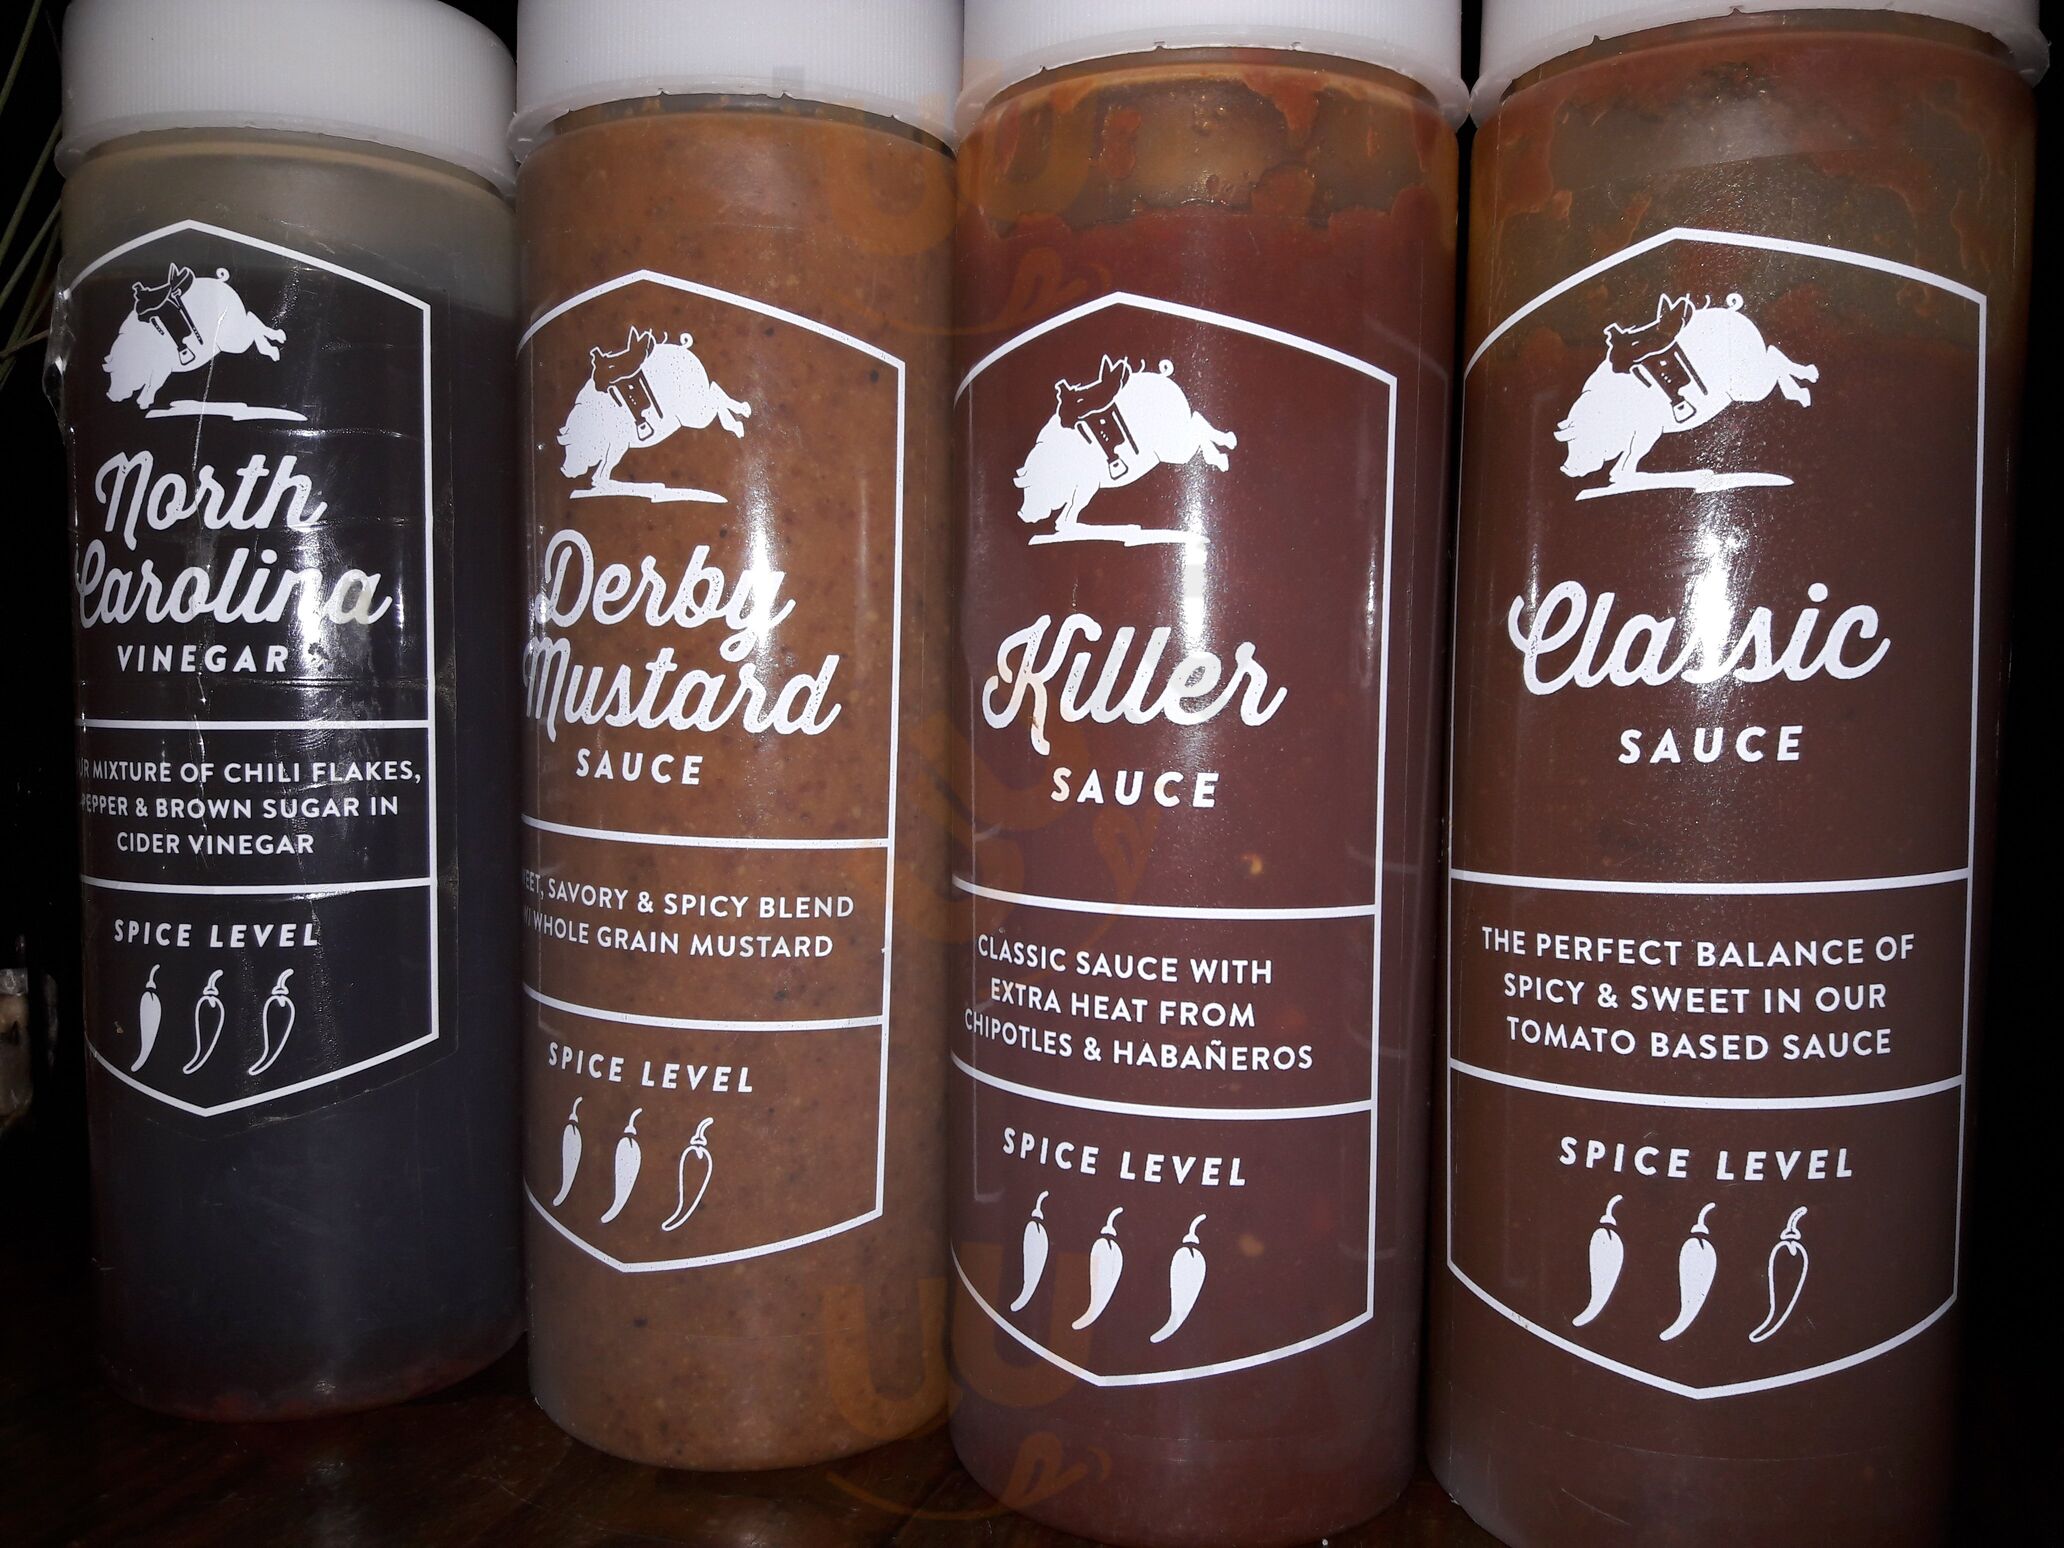 North
Carolina
VINEGAR
MIXTURE OF CHILI FLAKES,
PEPPER & BROWN SUGAR IN
CIDER VINEGAR
SPICE LEVEL
Derby
Mustard
SAUCE
SAVORY & SPICY BLEND
WHOLE GRAIN MUSTARD
SPICE LEVEL
Killer
SAUCE
CLASSIC SAUCE WITH
EXTRA HEAT FROM
CHIPOTLES & HABAÑEROS
SPICE LEVEL
Classic
SAUCE
THE PERFECT BALANCE OF
SPICY & SWEET IN OUR
TOMATO BASED SAUCE
SPICE LEVEL